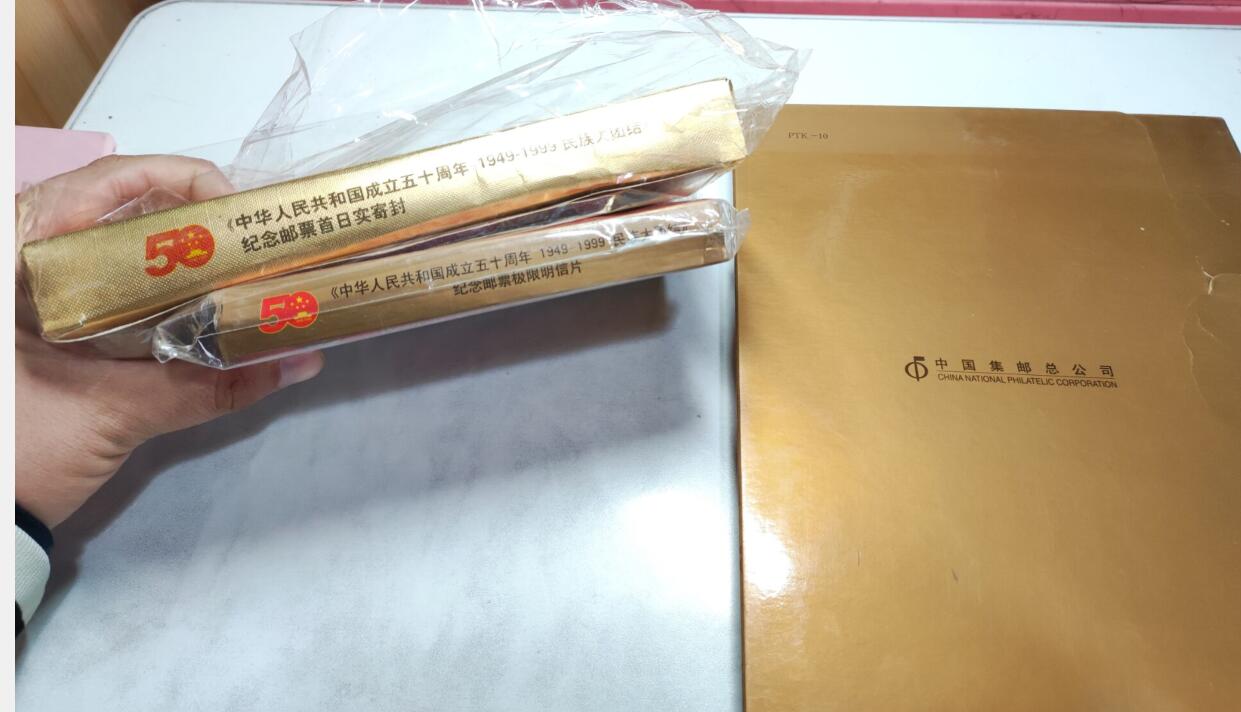 《中华人民共和国成立五十周年 1949-1999 民族大团结
纪念邮票首日实寄封
50
《中华人民共和国成立五十周年 1949-1999 民族大
纪念邮票极限明信片
50
PTK-10
中国集邮总公司
CHINA NATIONAL PHILATELIC CORPORATION